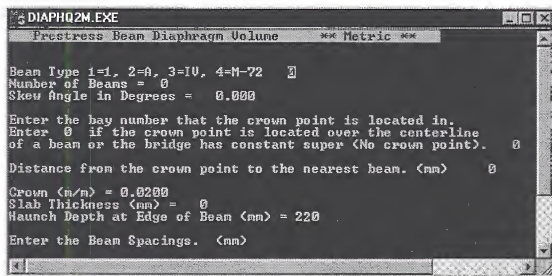 DIAPHQ2M.EXE
Prestress Beam Diaphragm Volume ** Metric **
Beam Type 1=1, 2=A, 3=IV, 4=M-72 0
Number of Beams = 0
Skew Angle in Degrees = 0.000
Enter the bay number that the crown point is located in.
Enter 0 if the crown point is located over the centerline
of a beam or the bridge has constant super (No crown point). 0
Distance from the crown point to the nearest beam. (mm) 0
Crown (m/m) = 0.0200
Slab Thickness (mm) = 0
Haunch Depth at Edge of Beam (mm) = 220
Enter the Beam Spacings. (mm)